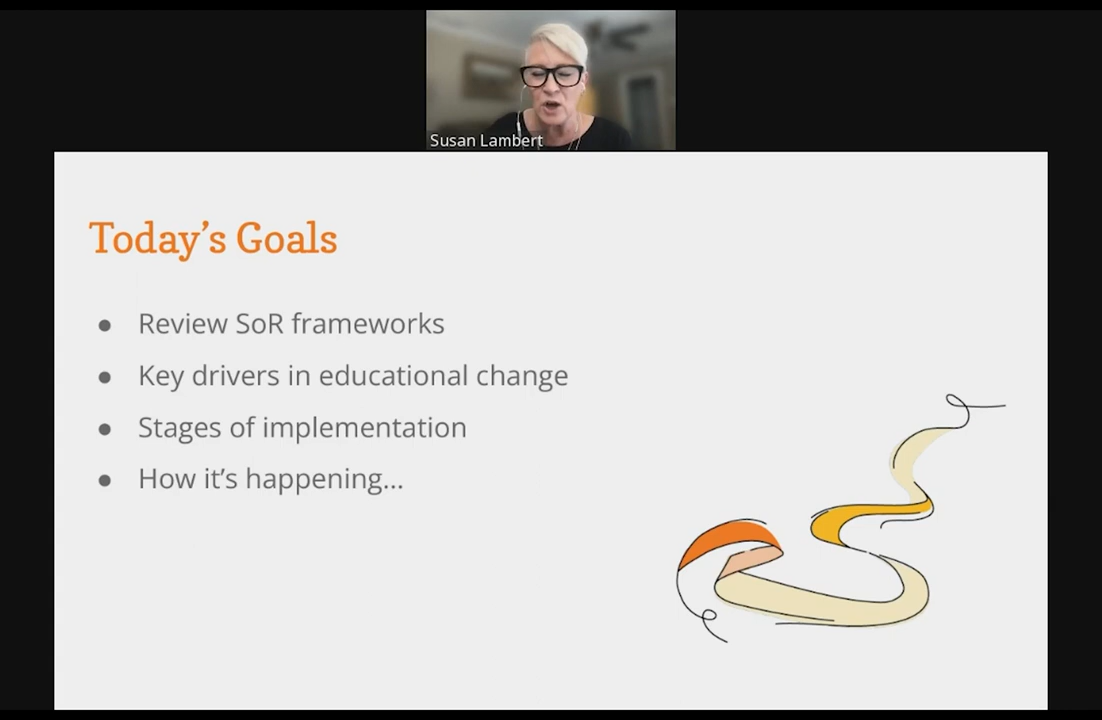 Susan Lambert
Today’s Goals
● Review SoR frameworks
● Key drivers in educational change
● Stages of implementation
● How it’s happening...